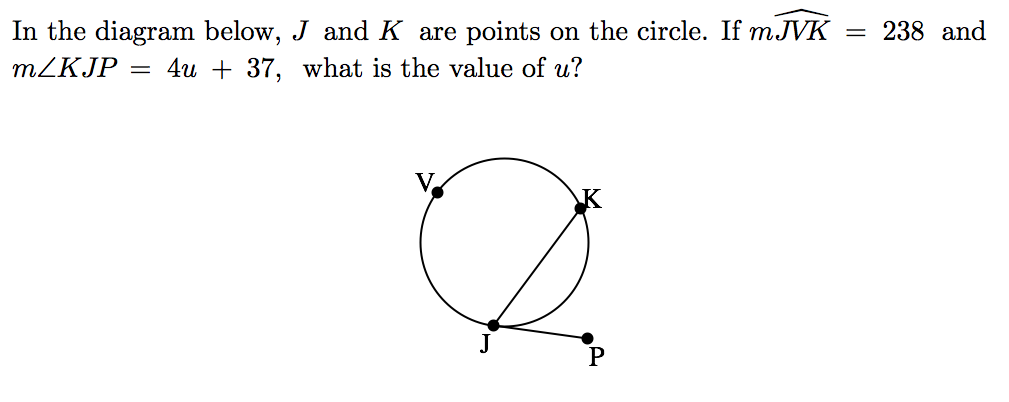 In the diagram below, J and K are points on the circle. If m\widehat{JVK} = 238 and
m∠KJP = 4u + 37, what is the value of u?
V
K
J
P